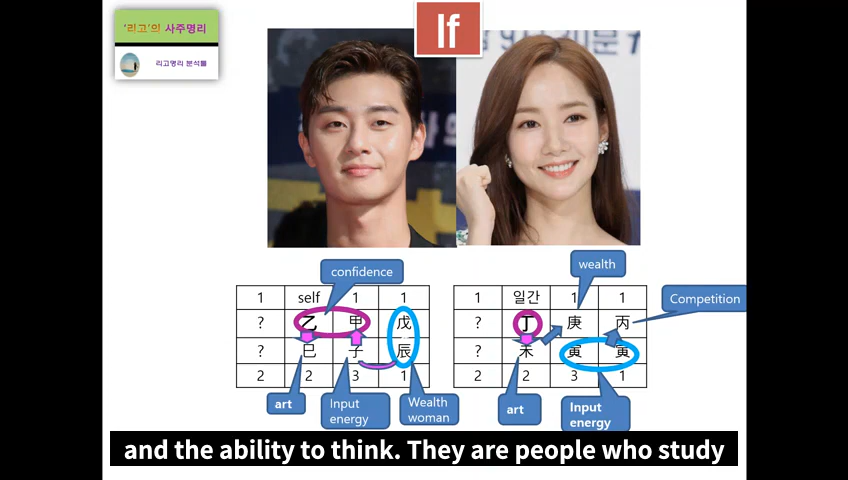 '리고'의 사주명리
리고명리 분석틀
If
confidence
wealth
Competition
1 self 1 1
? 乙 甲 戊
? 巳 子 辰
2 2 3 1
1 일간 1 1
? 丁 庚 丙
? 未 寅 寅
2 2 3 1
art
Input
energy
Wealth
woman
art
Input
energy
and the ability to think. They are people who study